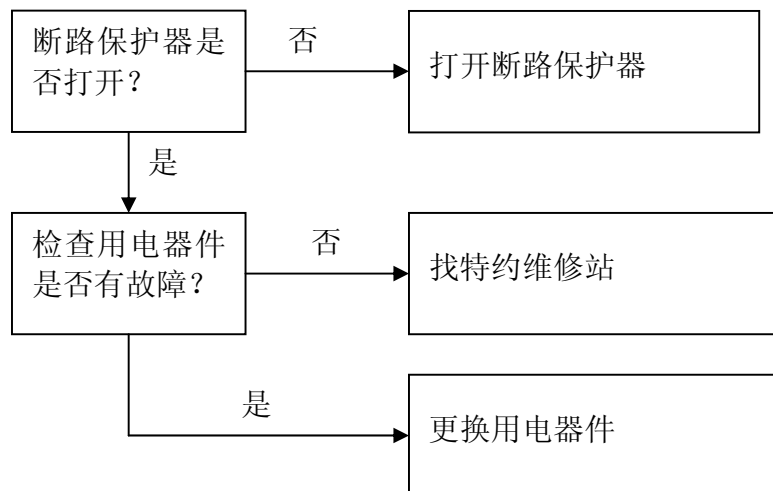 断路保护器是
否打开？
否
打开断路保护器
是
检查用电器件
是否有故障？
否
找特约维修站
是
更换用电器件